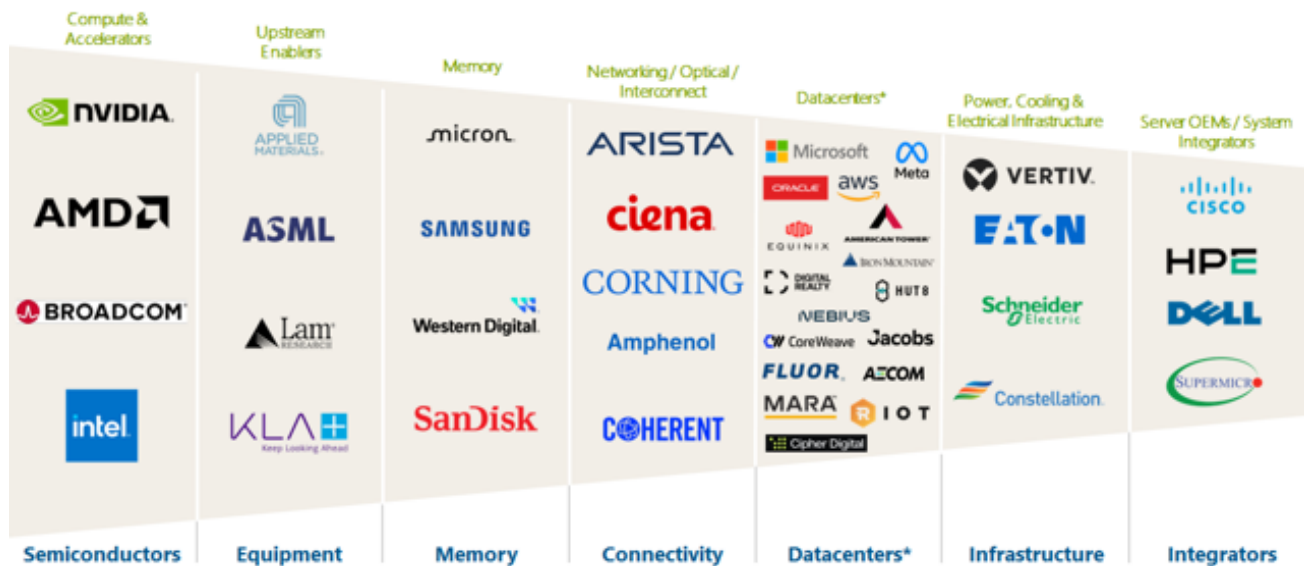 Compute &
Accelerators
NVIDIA.
AMD
BROADCOM®
intel.
Semiconductors
Upstream
Enablers
APPLIED
MATERIALS®
ASML
Lam®
RESEARCH
KLA
Keep Looking Ahead
Equipment
Memory
micron
SAMSUNG
Western Digital.
SanDisk
Memory
Networking / Optical /
Interconnect
ARISTA
ciena.
CORNING
Amphenol
COHERENT
Connectivity
Datacenters*
Microsoft
Meta
ORACLE
aws
EQUINIX
AMERICAN TOWER®
IRON MOUNTAIN®
DIGITAL
REALTY
HUT8
NEBIUS
CoreWeave
Jacobs
FLUOR®
AECOM
MARA
RIOT
Cipher Digital
Datacenters*
Power, Cooling &
Electrical Infrastructure
VERTIV.
EATON
Schneider
Electric
Constellation.
Infrastructure
Server OEMs / System
Integrators
CISCO
HPE
DELL
SUPERMICRO
Integrators